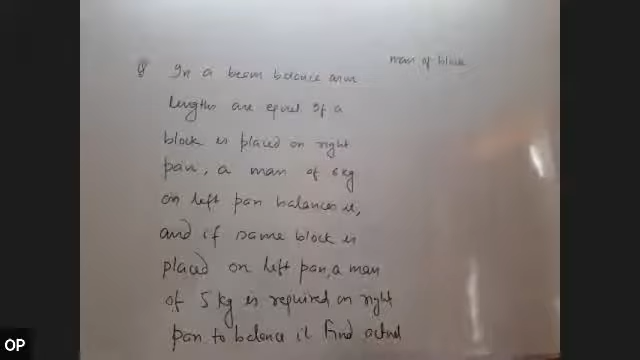 Q In a beam balance arm
lengths are equal If a
block is placed on right
pan, a mass of 6 kg
on left pan balances it,
and if same block is
placed on left pan, a mass
of 5 kg is required on right
pan to balance it Find actual
mass of block
OP